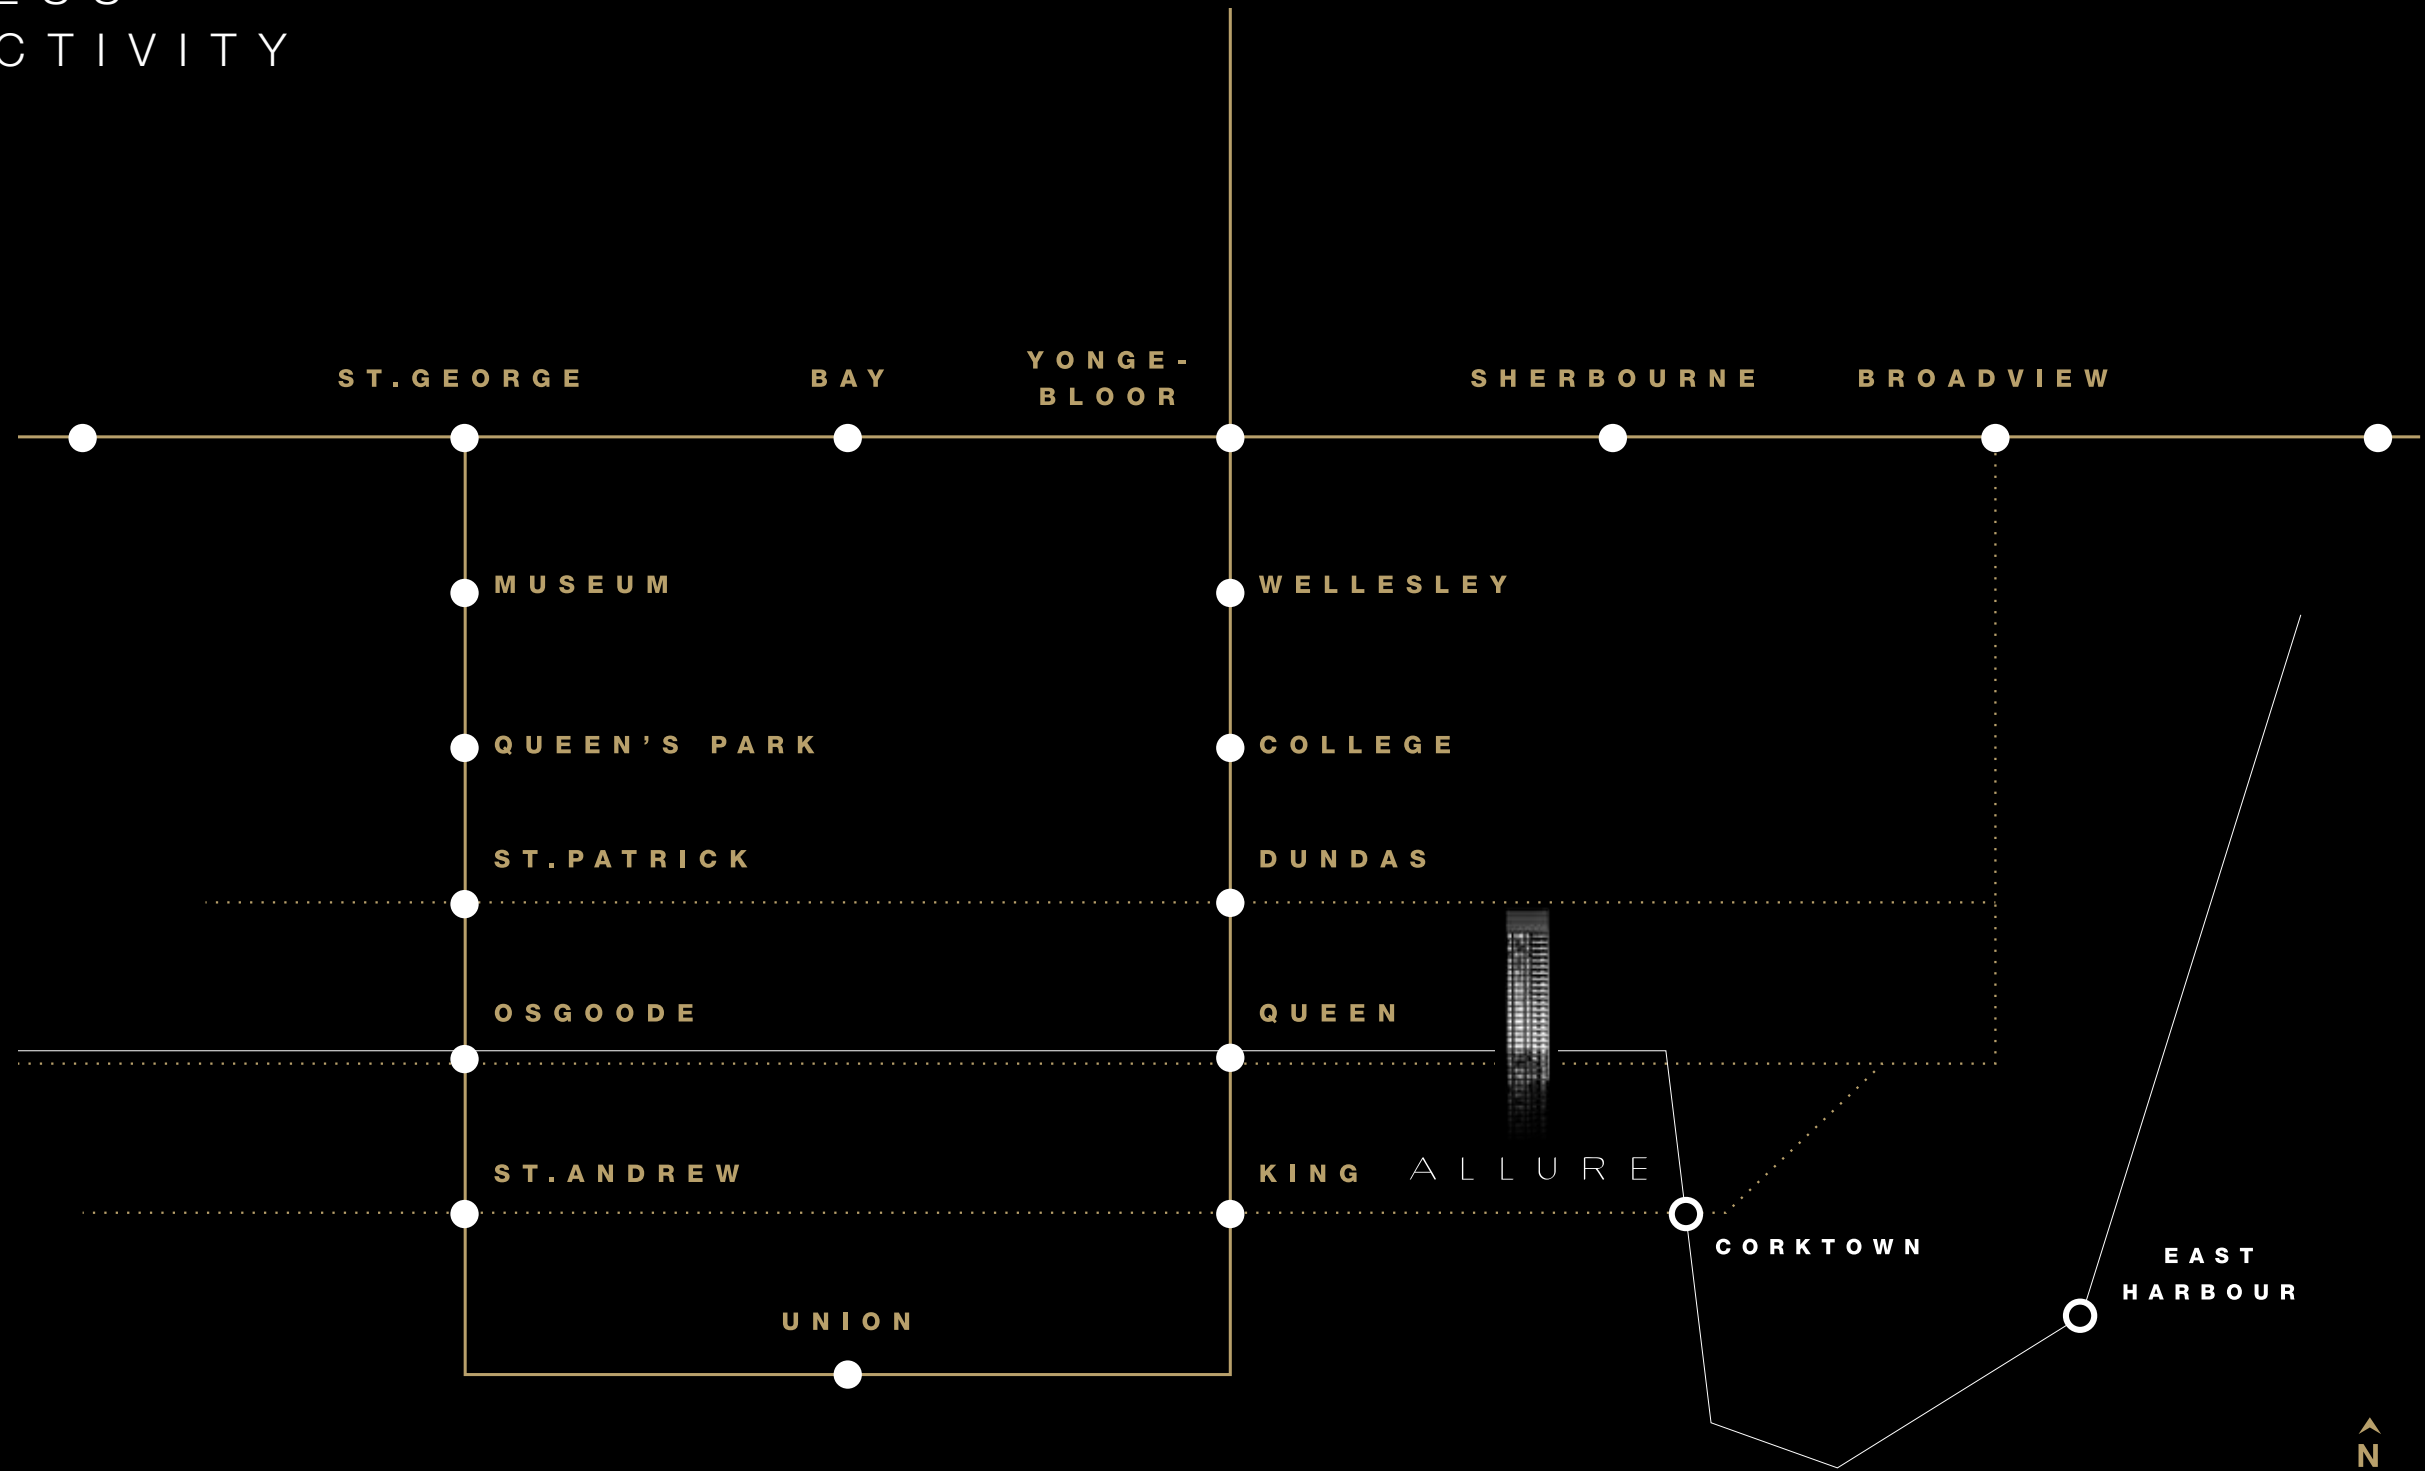 CTIVITY
YONGE-
BLOOR
ST.GEORGE
BAY
SHERBOURNE
BROADVIEW
MUSEUM
WELLESLEY
QUEEN’S PARK
COLLEGE
ST.PATRICK
DUNDAS
OSGOODE
QUEEN
ST.ANDREW
KING
ALLURE
CORKTOWN
EAST
HARBOUR
UNION
N